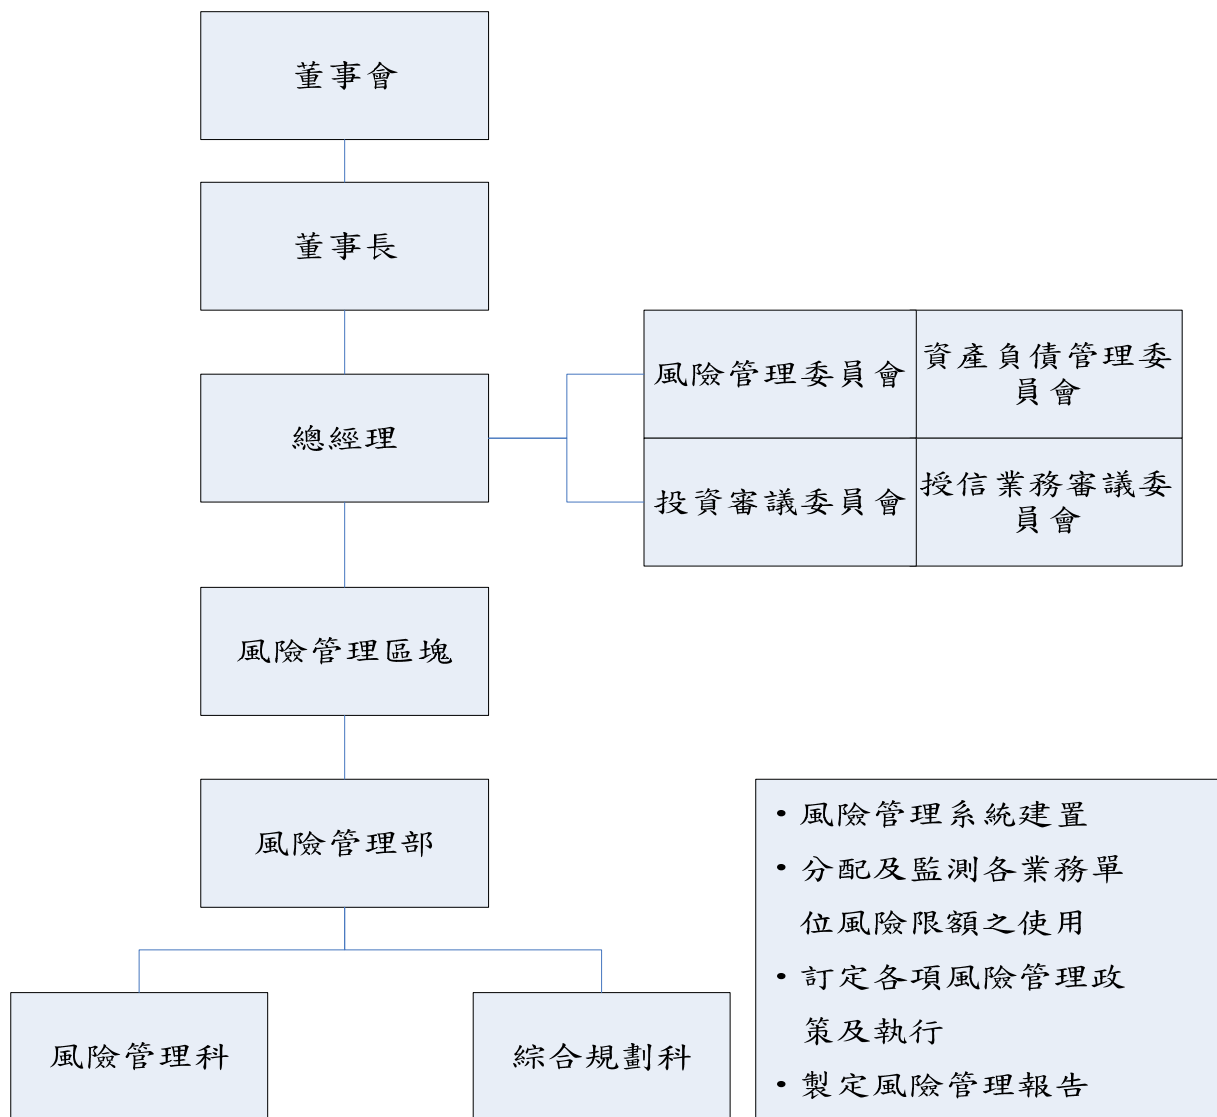 董事會
董事長
總經理
風險管理委員會
資產負債管理委
員會
投資審議委員會
授信業務審議委
員會
風險管理區塊
風險管理部
風險管理科
綜合規劃科
•風險管理系統建置
•分配及監測各業務單
位風險限額之使用
•訂定各項風險管理政
策及執行
•製定風險管理報告